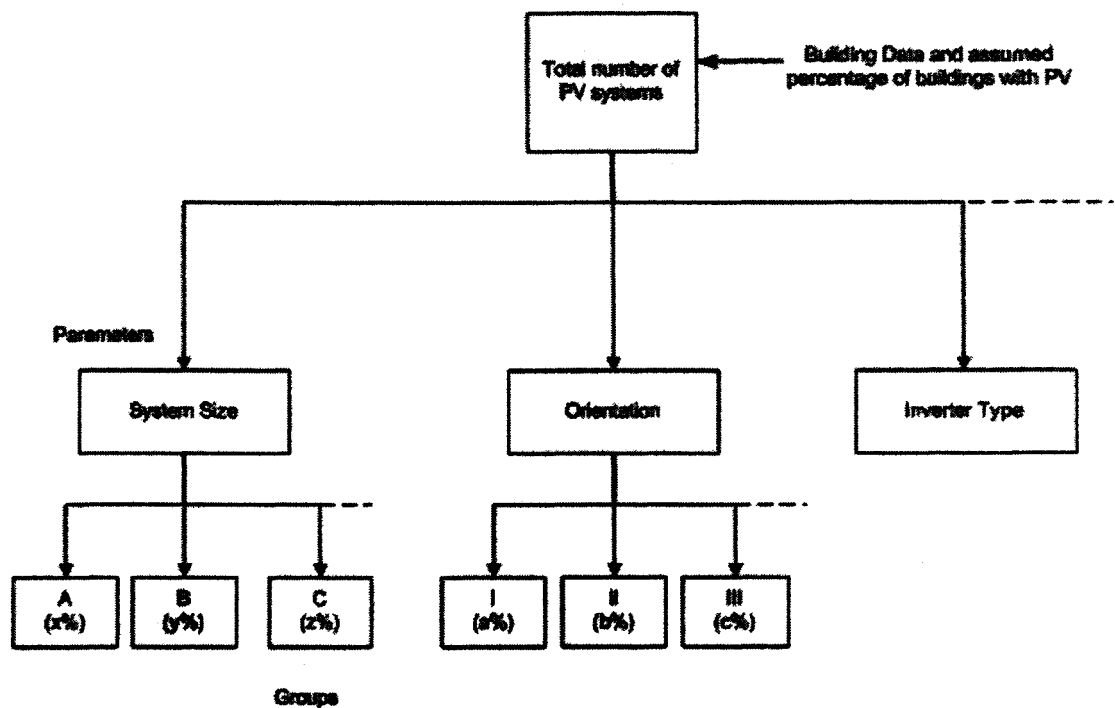 Total number of
PV systems
Building Data and assumed
percentage of buildings with PV
Parameters
System Size
Orientation
Inverter Type
A
(x%)
B
(y%)
C
(z%)
I
(a%)
II
(b%)
III
(c%)
Groups